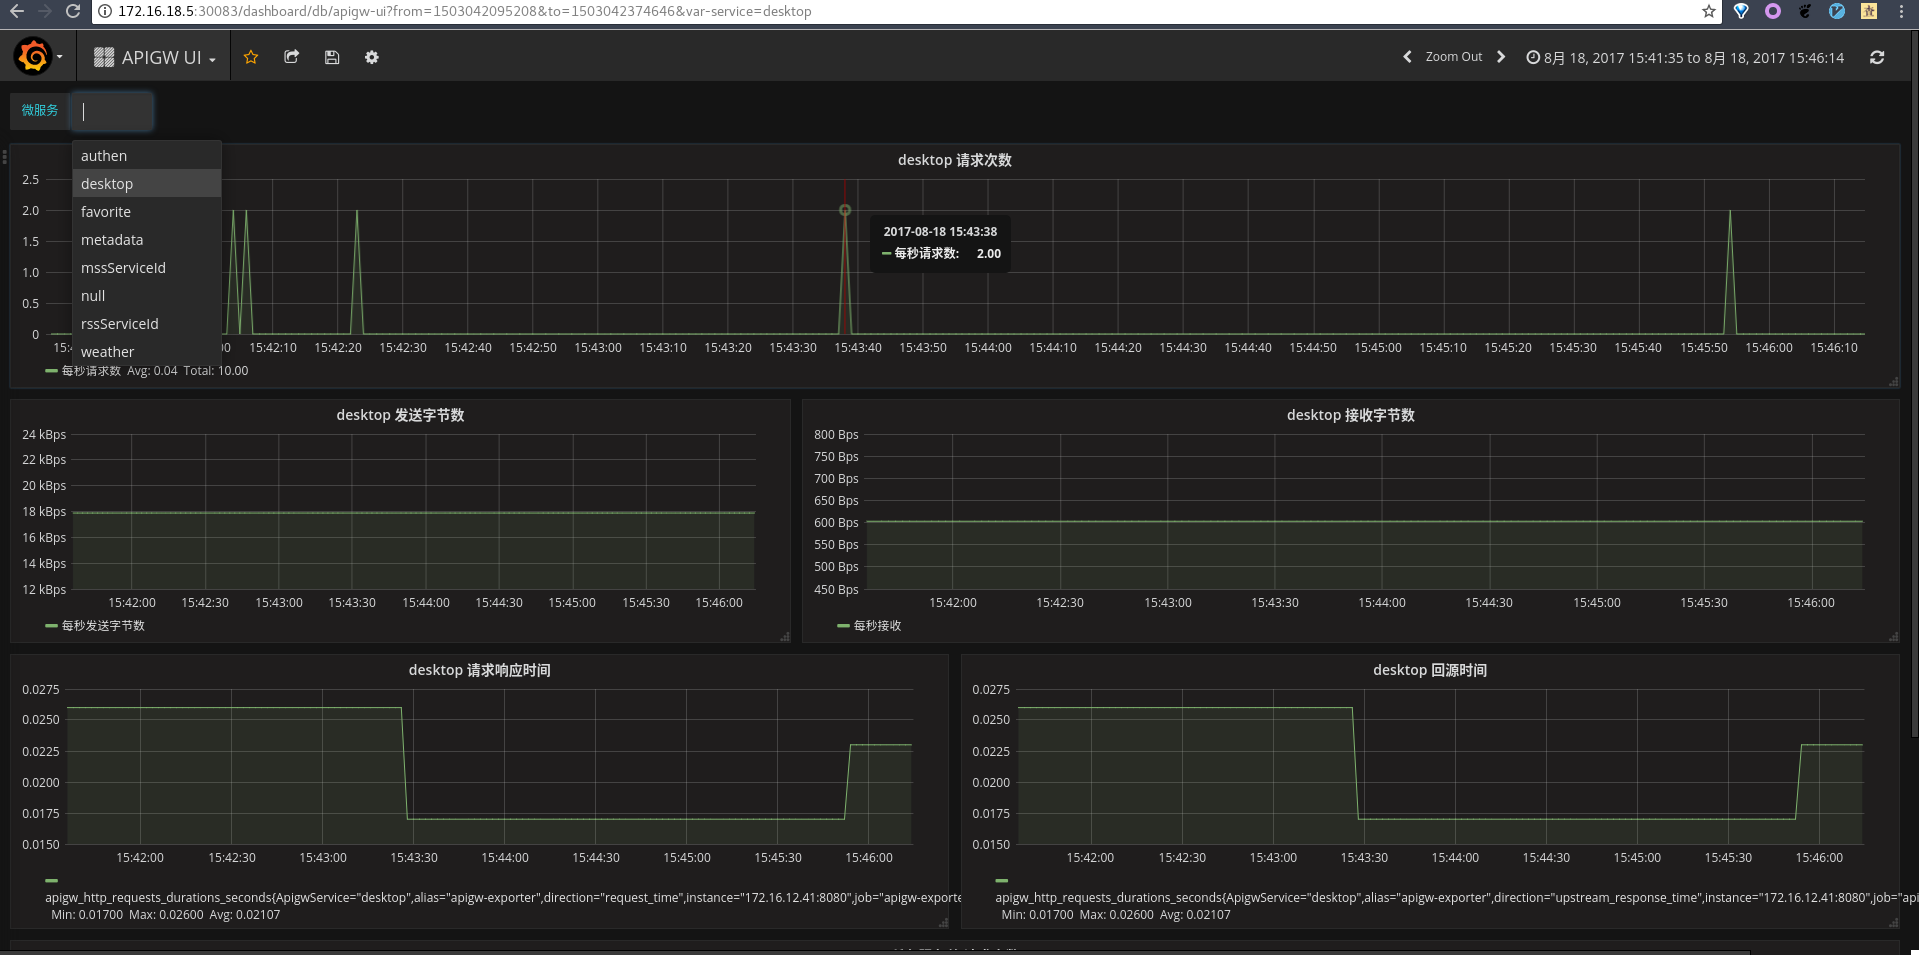 172.16.18.5:30083/dashboard/db/apigw-ui?from=1503042095208&to=1503042374646&var-service=desktop
APIGW UI
Zoom Out
8月 18, 2017 15:41:35 to 8月 18, 2017 15:46:14
微服务
authen
desktop
favorite
metadata
mssServiceId
null
rssServiceId
weather
desktop 请求次数
2.5
2.0
1.5
1.0
0.5
0
2017-08-18 15:43:38
每秒请求数: 2.00
15:42:10 15:42:20 15:42:30 15:42:40 15:42:50 15:43:00 15:43:10 15:43:20 15:43:30 15:43:40 15:43:50 15:44:00 15:44:10 15:44:20 15:44:30 15:44:40 15:44:50 15:45:00 15:45:10 15:45:20 15:45:30 15:45:40 15:45:50 15:46:00 15:46:10
每秒请求数 Avg: 0.04 Total: 10.00
desktop 发送字节数
24 kBps
22 kBps
20 kBps
18 kBps
16 kBps
14 kBps
12 kBps
15:42:00 15:42:30 15:43:00 15:43:30 15:44:00 15:44:30 15:45:00 15:45:30 15:46:00
每秒发送字节数
desktop 接收字节数
800 Bps
750 Bps
700 Bps
650 Bps
600 Bps
550 Bps
500 Bps
450 Bps
15:42:00 15:42:30 15:43:00 15:43:30 15:44:00 15:44:30 15:45:00 15:45:30 15:46:00
每秒接收
desktop 请求响应时间
0.0275
0.0250
0.0225
0.0200
0.0175
0.0150
15:42:00 15:42:30 15:43:00 15:43:30 15:44:00 15:44:30 15:45:00 15:45:30 15:46:00
apigw_http_requests_durations_seconds{ApigwService="desktop",alias="apigw-exporter",direction="request_time",instance="172.16.12.41:8080",job="apigw-exporte
Min: 0.01700 Max: 0.02600 Avg: 0.02107
desktop 回源时间
0.0275
0.0250
0.0225
0.0200
0.0175
0.0150
15:42:00 15:42:30 15:43:00 15:43:30 15:44:00 15:44:30 15:45:00 15:45:30 15:46:00
apigw_http_requests_durations_seconds{ApigwService="desktop",alias="apigw-exporter",direction="upstream_response_time",instance="172.16.12.41:8080",job="api
Min: 0.01700 Max: 0.02600 Avg: 0.02107